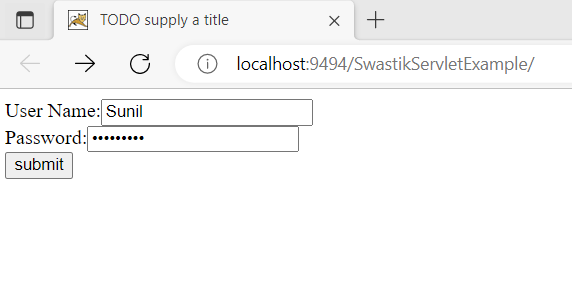 TODO supply a title
localhost:9494/SwastikServletExample/
User Name: Sunil
Password: •••••••••
submit